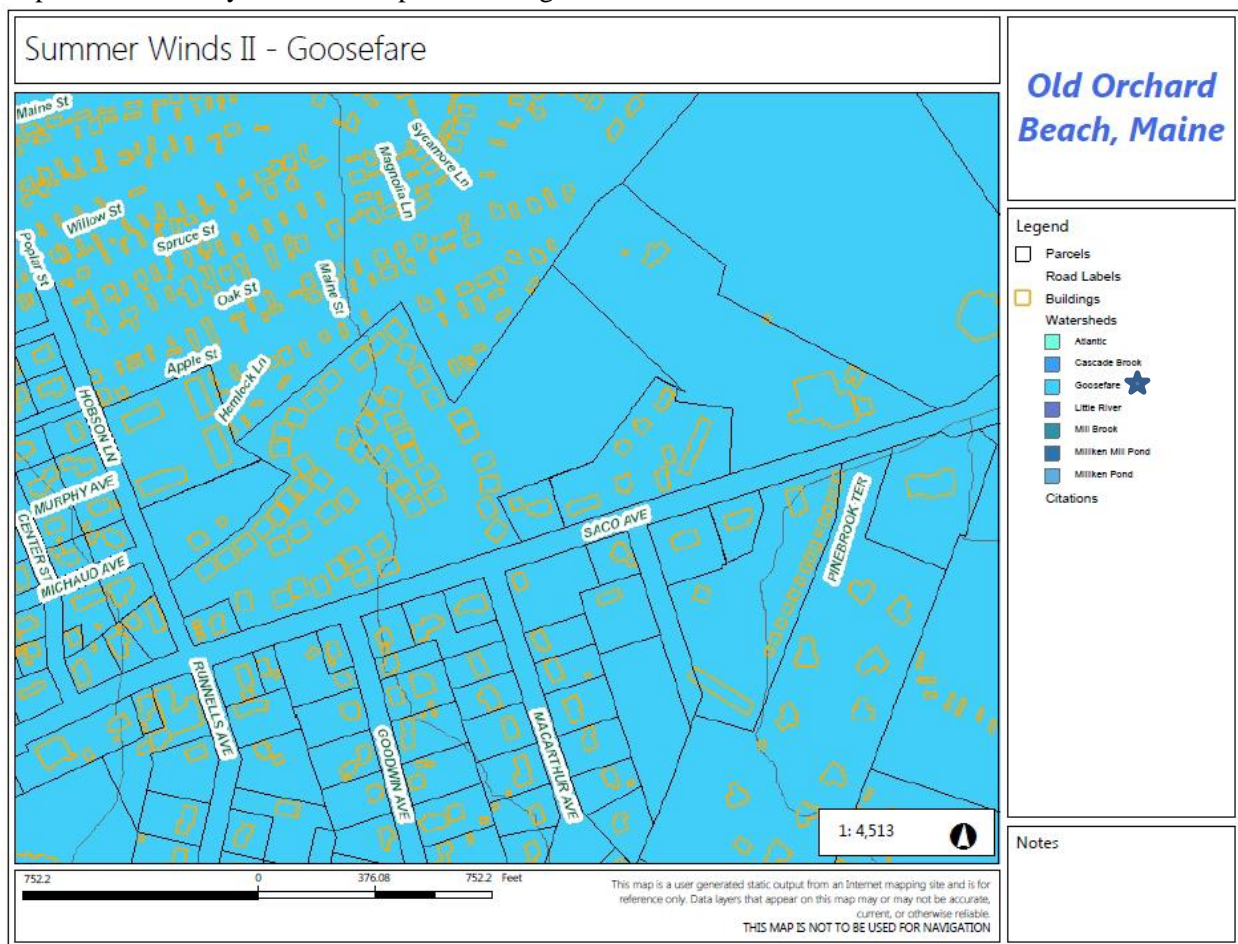 Summer Winds II - Goosefare
Old Orchard
Beach, Maine
Maine St
Sycamore Ln
Magnolia Ln
Willow St
Spruce St
Poplar St
Oak St
Maine St
Apple St
Hemlock Ln
HOBSON LN
MURPHY AVE
CENTER ST
MICHAUD AVE
SACO AVE
PINEBROOK TER
RUNNELLS AVE
GOODWIN AVE
MACARTHUR AVE
1: 4,513
Legend
Parcels
Road Labels
Buildings
Watersheds
Atlantic
Cascade Brook
Goosefare
Little River
Mill Brook
Milliken Mill Pond
Milliken Pond
Citations
Notes
752.2 0 376.08 752.2 Feet
This map is a user generated static output from an Internet mapping site and is for
reference only. Data layers that appear on this map may or may not be accurate,
current, or otherwise reliable.
THIS MAP IS NOT TO BE USED FOR NAVIGATION